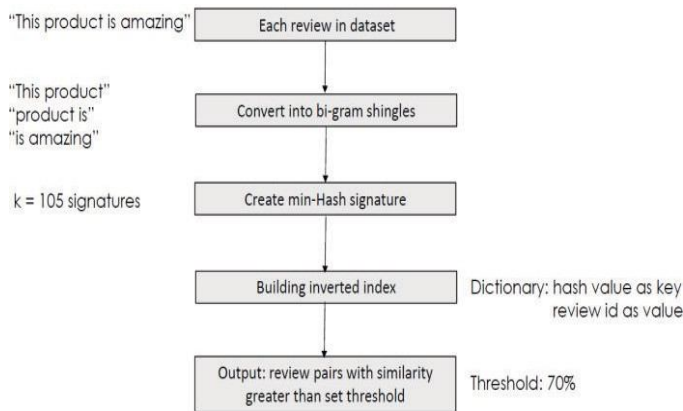 “This product is amazing”
Each review in dataset
“This product”
“product is”
“is amazing”
Convert into bi-gram shingles
k = 105 signatures
Create min-Hash signature
Building inverted index
Dictionary: hash value as key
review id as value
Output: review pairs with similarity
greater than set threshold
Threshold: 70%